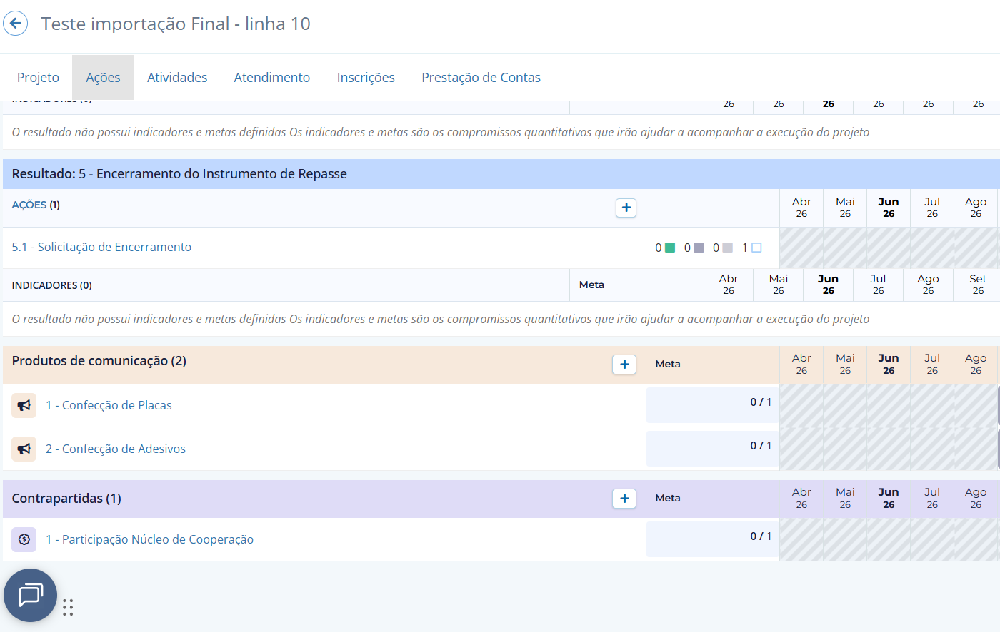 Teste importação Final - linha 10
Projeto Ações Atividades Atendimento Inscrições Prestação de Contas
INDICADORES (0) 26 26 26 26 26 26
O resultado não possui indicadores e metas definidas Os indicadores e metas são os compromissos quantitativos que irão ajudar a acompanhar a execução do projeto
Resultado: 5 - Encerramento do Instrumento de Repasse
AÇÕES (1) + Abr Mai Jun Jul Ago
26 26 26 26 26
5.1 - Solicitação de Encerramento 0 0 0 1
INDICADORES (0) Meta Abr Mai Jun Jul Ago Set
26 26 26 26 26 26
O resultado não possui indicadores e metas definidas Os indicadores e metas são os compromissos quantitativos que irão ajudar a acompanhar a execução do projeto
Produtos de comunicação (2) + Meta Abr Mai Jun Jul Ago
26 26 26 26 26
1 - Confecção de Placas 0 / 1
2 - Confecção de Adesivos 0 / 1
Contrapartidas (1) + Meta Abr Mai Jun Jul Ago
26 26 26 26 26
1 - Participação Núcleo de Cooperação 0 / 1